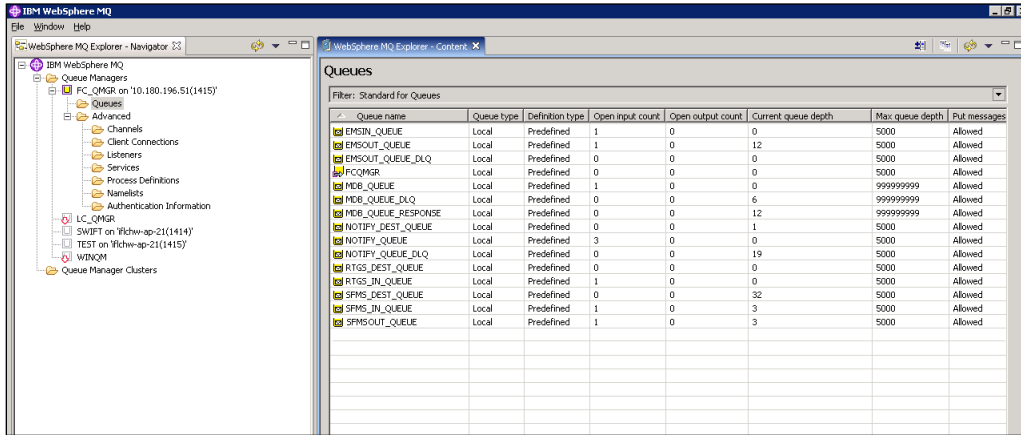 IBM WebSphere MQ
File Window Help
WebSphere MQ Explorer - Navigator
IBM WebSphere MQ
Queue Managers
FC_QMGR on '10.180.196.51(1415)'
Queues
Advanced
Channels
Client Connections
Listeners
Services
Process Definitions
Namelists
Authentication Information
LC_QMGR
SWIFT on 'iflchw-ap-21(1414)'
TEST on 'iflchw-ap-21(1415)'
WINQM
Queue Manager Clusters
WebSphere MQ Explorer - Content
Queues
Filter: Standard for Queues
Queue name Queue type Definition type Open input count Open output count Current queue depth Max queue depth Put messages
EMSIN_QUEUE Local Predefined 1 0 0 5000 Allowed
EMSOUT_QUEUE Local Predefined 1 0 12 5000 Allowed
EMSOUT_QUEUE_DLQ Local Predefined 0 0 0 5000 Allowed
FCQMGR Local Predefined 0 0 0 5000 Allowed
MDB_QUEUE Local Predefined 1 0 0 999999999 Allowed
MDB_QUEUE_DLQ Local Predefined 0 0 6 999999999 Allowed
MDB_QUEUE_RESPONSE Local Predefined 0 0 12 999999999 Allowed
NOTIFY_DEST_QUEUE Local Predefined 0 0 1 5000 Allowed
NOTIFY_QUEUE Local Predefined 3 0 0 5000 Allowed
NOTIFY_QUEUE_DLQ Local Predefined 0 0 19 5000 Allowed
RTGS_DEST_QUEUE Local Predefined 0 0 0 5000 Allowed
RTGS_IN_QUEUE Local Predefined 1 0 0 5000 Allowed
SFMS_DEST_QUEUE Local Predefined 0 0 32 5000 Allowed
SFMS_IN_QUEUE Local Predefined 1 0 3 5000 Allowed
SFMSOUT_QUEUE Local Predefined 1 0 3 5000 Allowed